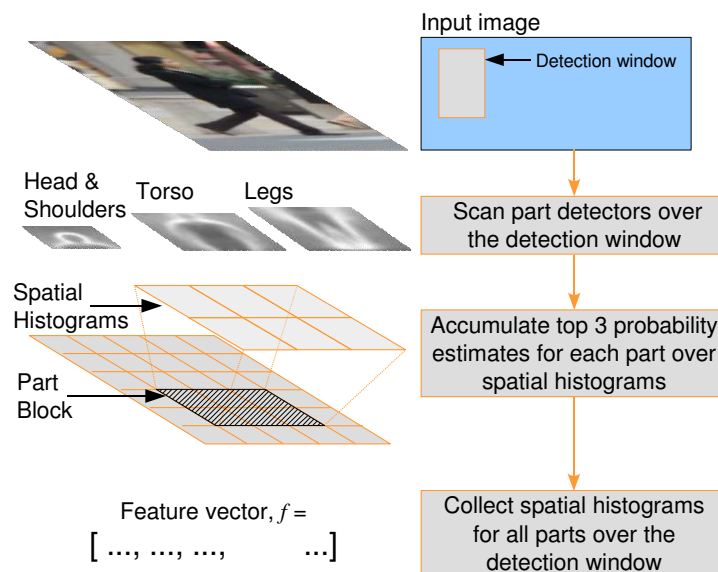 Input image
Detection window
Head &
Shoulders
Torso
Legs
Scan part detectors over
the detection window
Spatial
Histograms
Accumulate top 3 probability
estimates for each part over
spatial histograms
Part
Block
Feature vector, f =
[ ..., ..., ..., ...]
Collect spatial histograms
for all parts over the
detection window